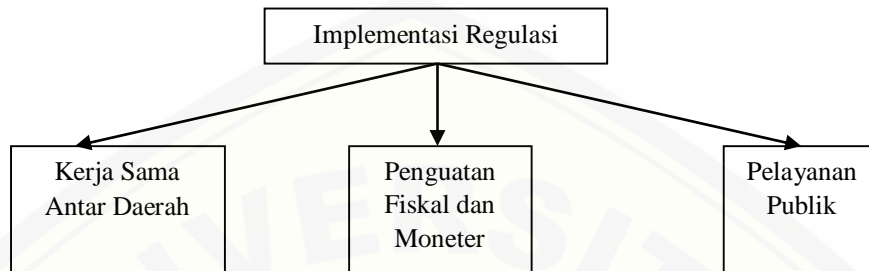 Implementasi Regulasi
Kerja Sama
Antar Daerah
Penguatan
Fiskal dan
Moneter
Pelayanan
Publik